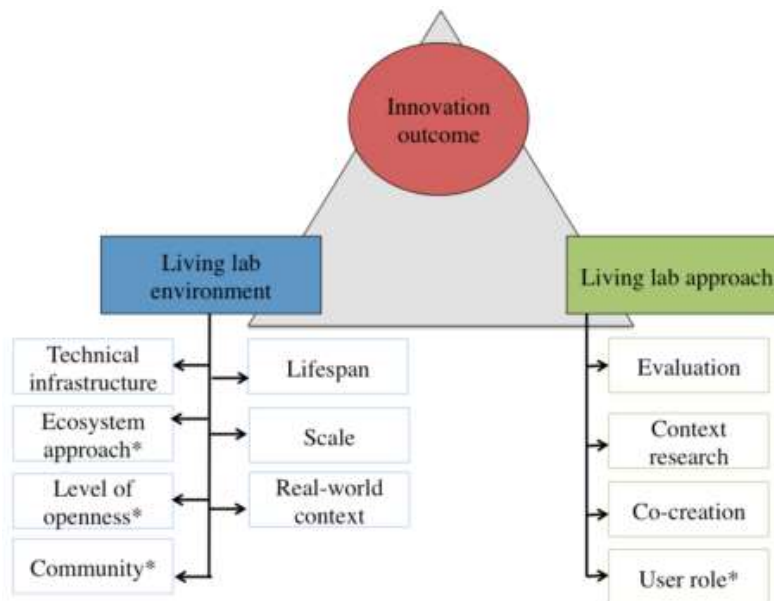 Innovation
outcome
Living lab
environment
Living lab approach
Technical
infrastructure
Lifespan
Ecosystem
approach*
Scale
Level of
openness*
Real-world
context
Community*
Evaluation
Context
research
Co-creation
User role*